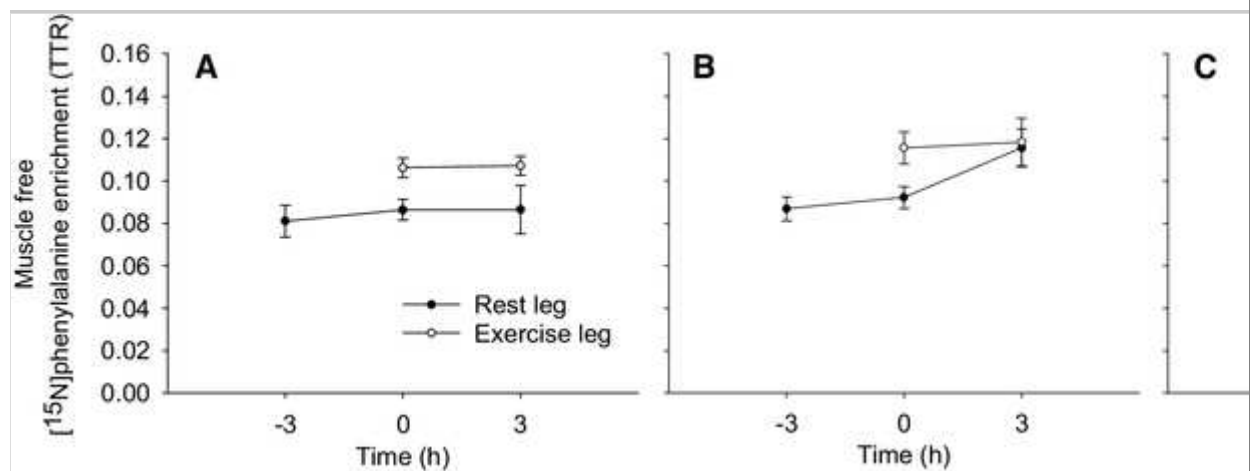 Muscle free
[15N]phenylalanine enrichment (TTR)
0.16
0.14
0.12
0.10
0.08
0.06
0.04
0.02
0.00
A
Rest leg
Exercise leg
-3 0 3
Time (h)
B
-3 0 3
Time (h)
C